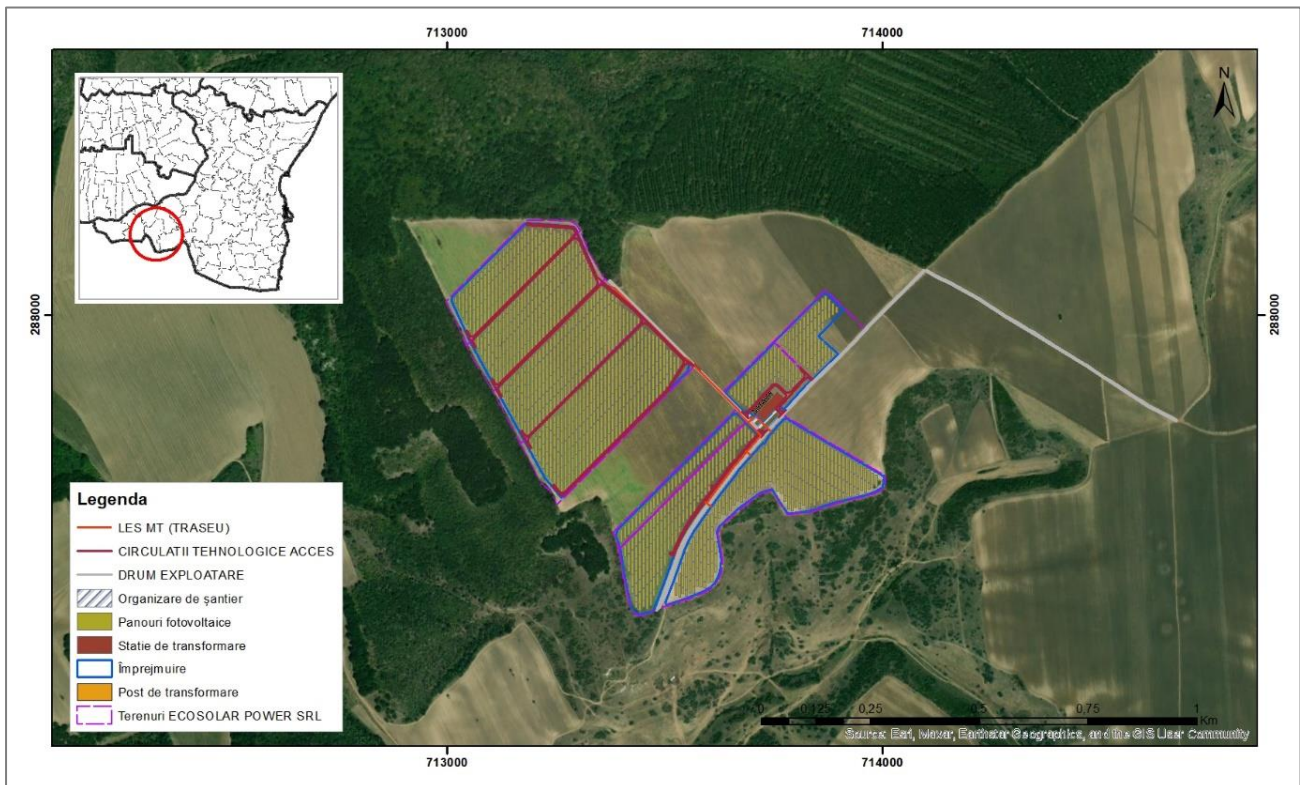 713000
714000
N
288000
288000
Legenda
LES MT (TRASEU)
CIRCULATII TEHNOLOGICE ACCES
DRUM EXPLOATARE
Organizare de șantier
Panouri fotovoltaice
Statie de transformare
Împrejmuire
Post de transformare
Terenuri ECOSOLAR POWER SRL
0 0,125 0,25 0,5 0,75 1
Km
Source: Esri, Maxar, Earthstar Geographics, and the GIS User Community
713000
714000